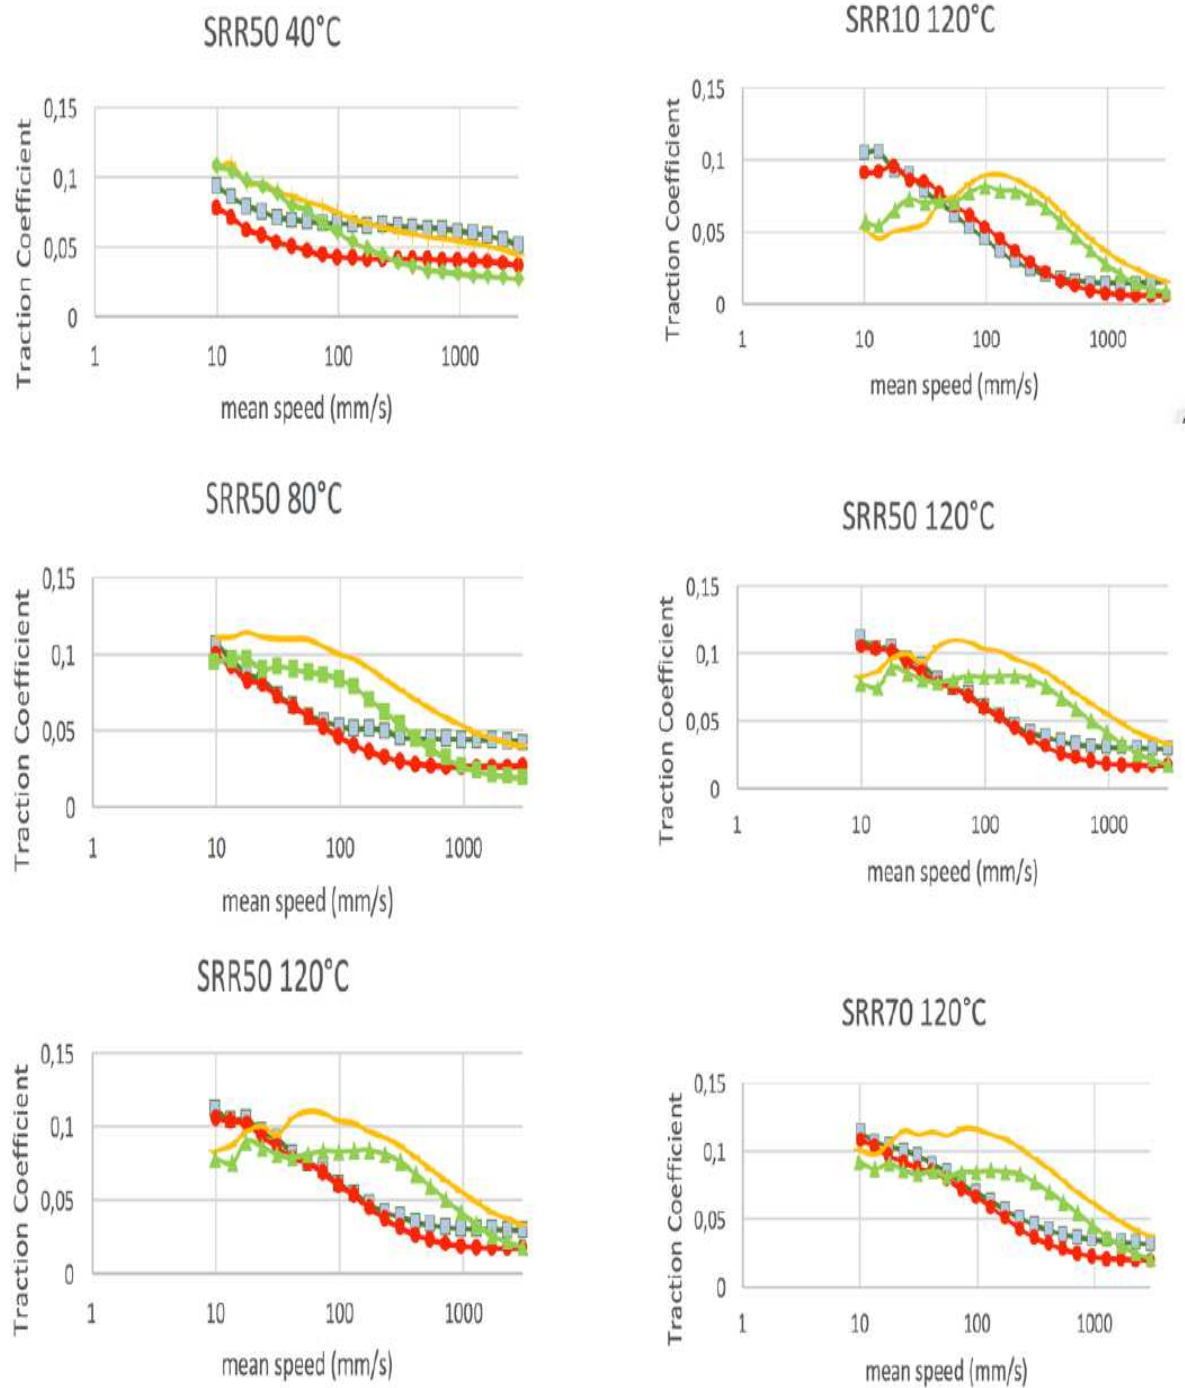 SRR50 40°C
0,15
0,1
0,05
0
Traction Coefficient
1 10 100 1000
mean speed (mm/s)
SRR10 120°C
0,15
0,1
0,05
0
Traction Coefficient
1 10 100 1000
mean speed (mm/s)
SRR50 80°C
0,15
0,1
0,05
0
Traction Coefficient
1 10 100 1000
mean speed (mm/s)
SRR50 120°C
0,15
0,1
0,05
0
Traction Coefficient
1 10 100 1000
mean speed (mm/s)
SRR50 120°C
0,15
0,1
0,05
0
Traction Coefficient
1 10 100 1000
mean speed (mm/s)
SRR70 120°C
0,15
0,1
0,05
0
Traction Coefficient
1 10 100 1000
mean speed (mm/s)